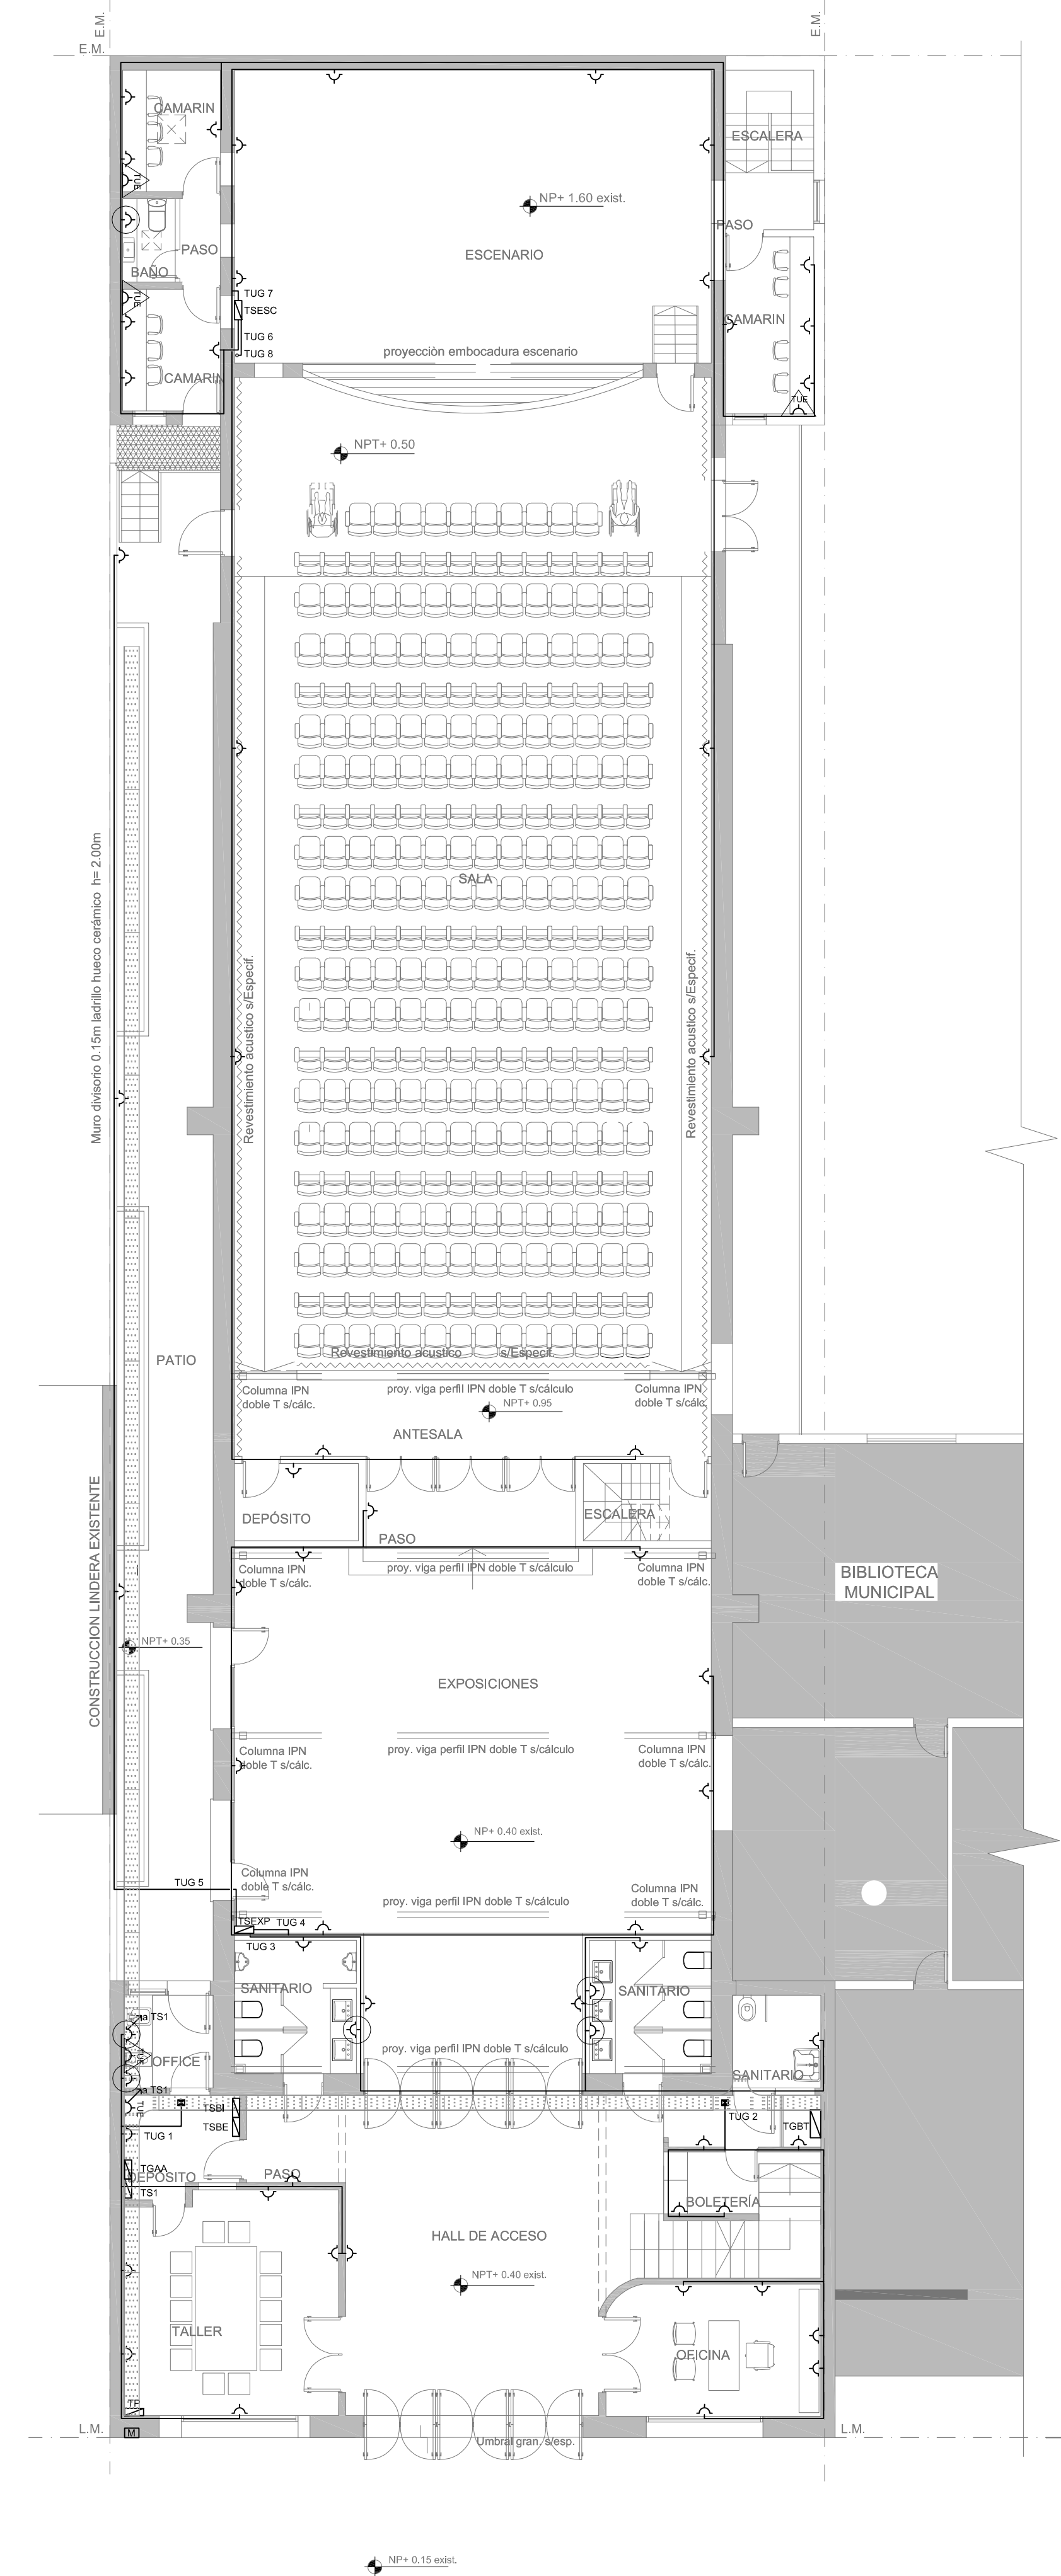 E.M.
E.M.
E.M.
CAMARIN
ESCALERA
TUE
NP+ 1.60 exist.
PASO
PASO
ESCENARIO
BAÑO
TUE
TUG 7
TSESC
CAMARIN
TUG 6
proyecciòn embocadura escenario
TUG 8
CAMARIN
TUE
NPT+ 0.50
Muro divisorio 0.15m ladrillo hueco cerámico h= 2.00m
SALA
Revestimiento acustico s/Especif.
Revestimiento acustico s/Especif.
Revestimiento acustico s/Especif.
PATIO
Columna IPN
doble T s/cálc.
proy. viga perfil IPN doble T s/cálculo
Columna IPN
doble T s/cálc.
NPT+ 0.95
ANTESALA
DEPÓSITO
ESCALERA
PASO
CONSTRUCCION LINDERA EXISTENTE
Columna IPN
doble T s/cálc.
proy. viga perfil IPN doble T s/cálculo
Columna IPN
doble T s/cálc.
BIBLIOTECA
MUNICIPAL
NPT+ 0.35
EXPOSICIONES
Columna IPN
doble T s/cálc.
proy. viga perfil IPN doble T s/cálculo
Columna IPN
doble T s/cálc.
NP+ 0.40 exist.
TUG 5
Columna IPN
doble T s/cálc.
proy. viga perfil IPN doble T s/cálculo
Columna IPN
doble T s/cálc.
TSEXP
TUG 4
TUG 3
SANITARIO
SANITARIO
a TS1
TUE
OFFICE
proy. viga perfil IPN doble T s/cálculo
SANITARIO
a TS1
TUE
TSBI
TSBE
TUG 1
TUG 2
TGBT
TGAA
DEPÓSITO
PASO
TS1
BOLETERÍA
HALL DE ACCESO
NPT+ 0.40 exist.
TALLER
OFICINA
TF
L.M.
M
L.M.
Umbral gran. s/esp.
NP+ 0.15 exist.